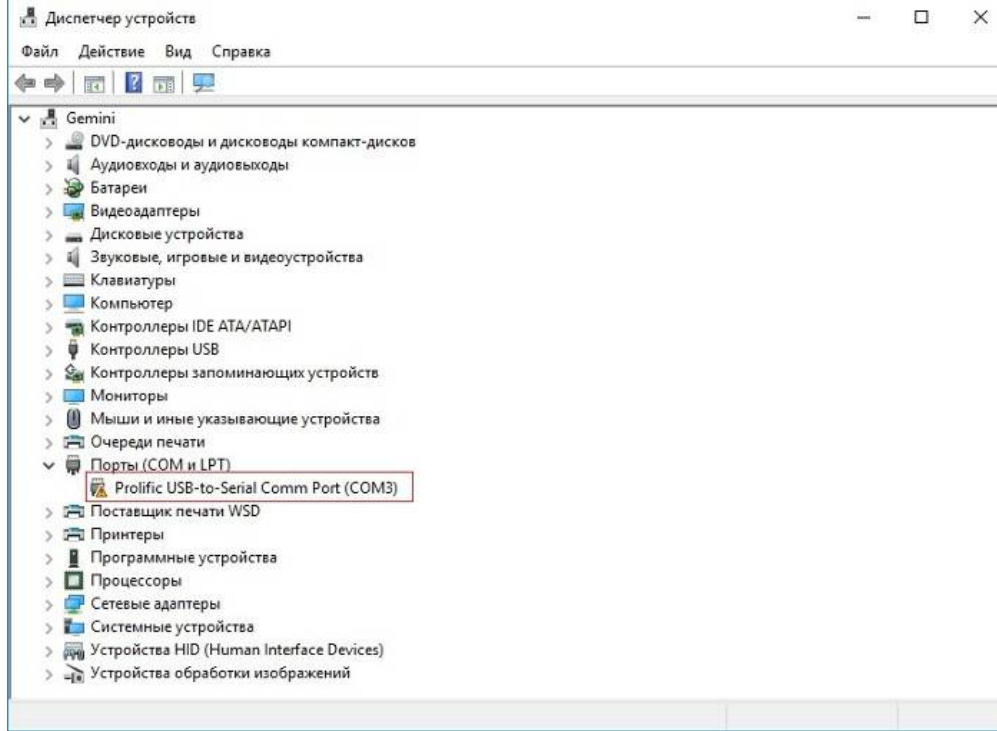 Диспетчер устройств
Файл Действие Вид Справка
Gemini
DVD-дисководы и дисководы компакт-дисков
Аудиовходы и аудиовыходы
Батареи
Видеоадаптеры
Дисковые устройства
Звуковые, игровые и видеоустройства
Клавиатуры
Компьютер
Контроллеры IDE ATA/ATAPI
Контроллеры USB
Контроллеры запоминающих устройств
Мониторы
Мыши и иные указывающие устройства
Очереди печати
Порты (COM и LPT)
Prolific USB-to-Serial Comm Port (COM3)
Поставщик печати WSD
Принтеры
Программные устройства
Процессоры
Сетевые адаптеры
Системные устройства
Устройства HID (Human Interface Devices)
Устройства обработки изображений